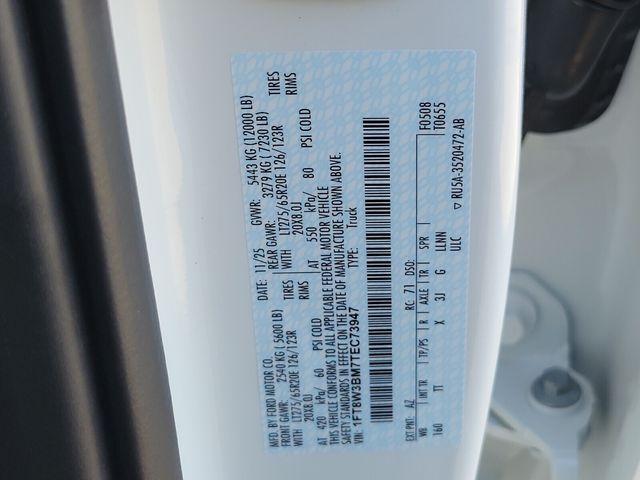 MFD. BY FORD MOTOR CO.
11/25
GVWR: 5443 KG (12000 LB)
FRONT GAWR: 2540 KG (5600 LB)
REAR GAWR: 3279 KG (7230 LB)
LT275/65R20E 126/123R TIRES
WITH LT275/65R20E 126/123R TIRES
20X8.0J RIMS
20X8.0J RIMS
AT 420 kPa/ 60 PSI COLD
AT 550 kPa/ 80 PSI COLD
THIS VEHICLE CONFORMS TO ALL APPLICABLE FEDERAL MOTOR VEHICLE
SAFETY STANDARDS IN EFFECT ON THE DATE OF MANUFACTURE SHOWN ABOVE.
VIN: 1FT8W3BM7TEC73947
TYPE: Truck
F0508
T0655
EXT PNT: AZ RC: 71 DSO:
WB INT TR TP/PS R AXLE TR SPR
160 TT X 3J G LLNN
ULC
RU5A-3520472-AB